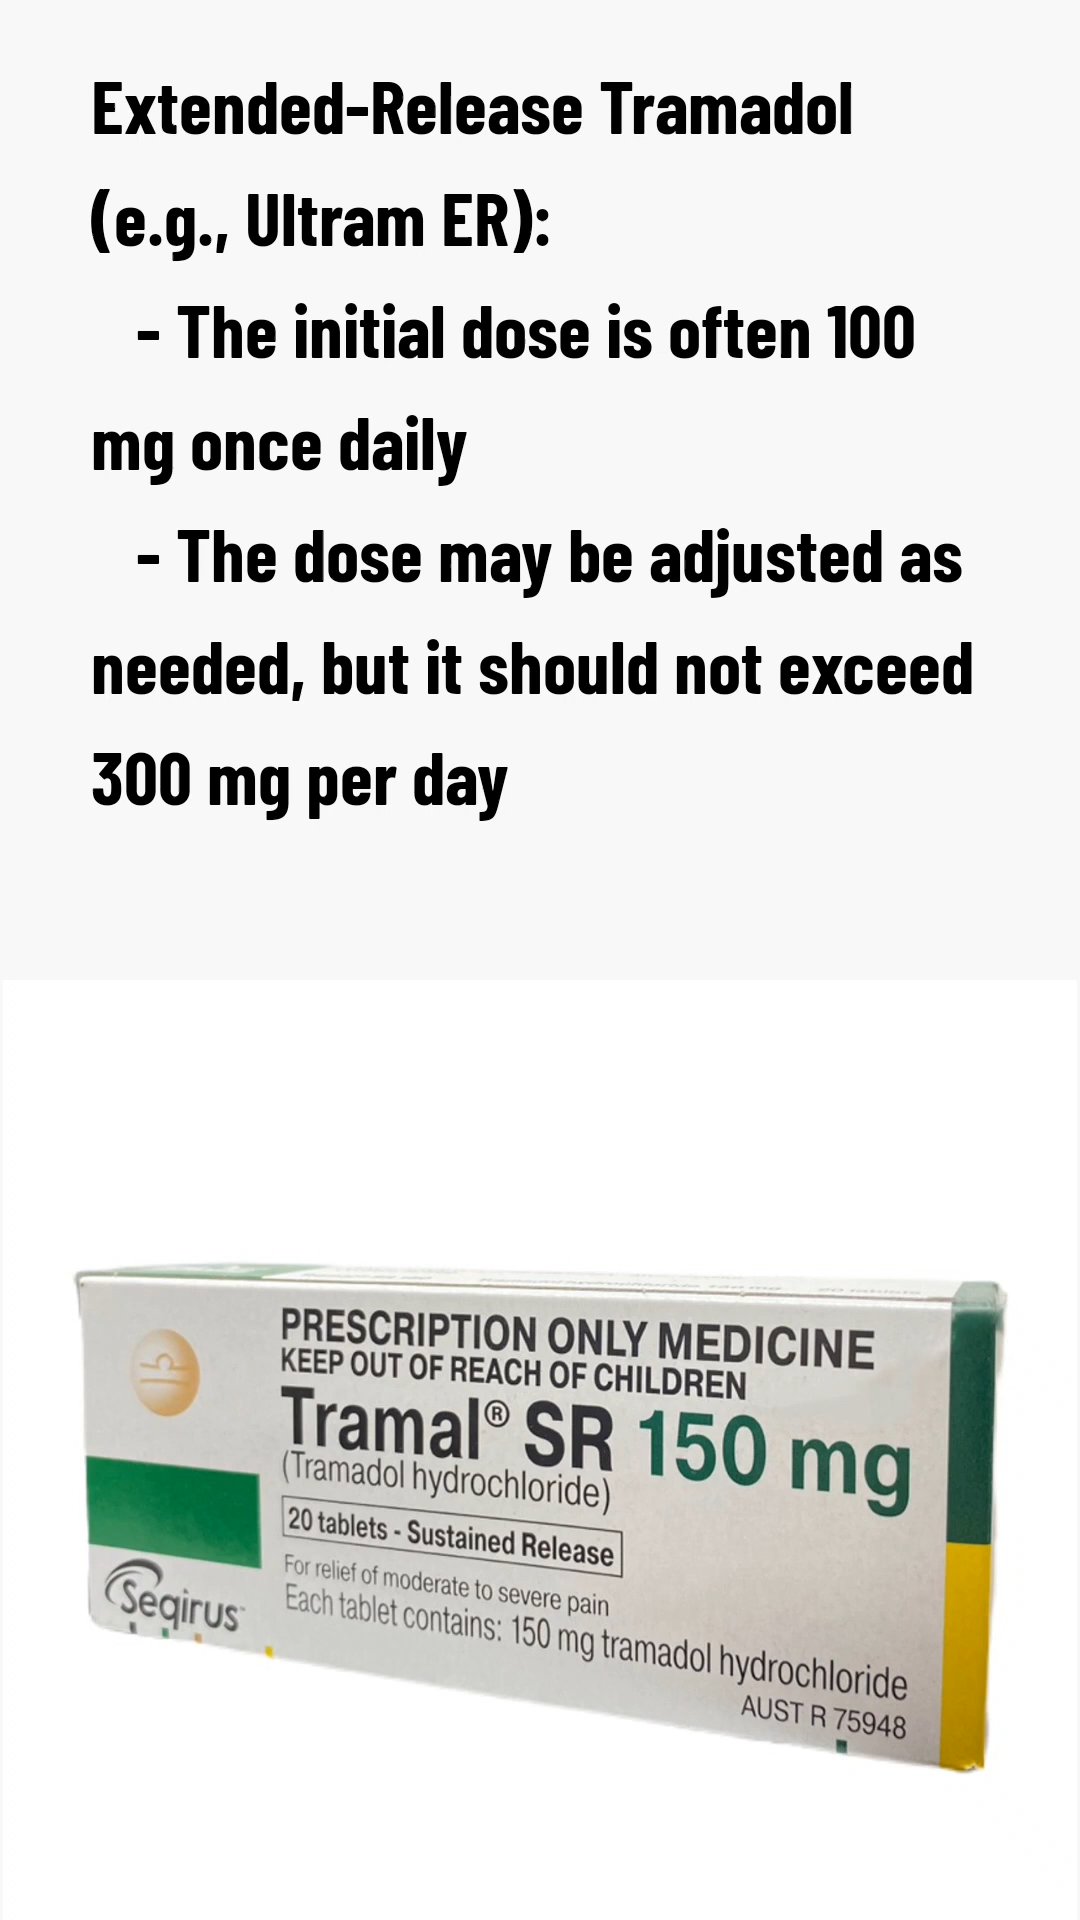 Extended-Release Tramadol
(e.g., Ultram ER):
- The initial dose is often 100
mg once daily
- The dose may be adjusted as
needed, but it should not exceed
300 mg per day
PRESCRIPTION ONLY MEDICINE
KEEP OUT OF REACH OF CHILDREN
Tramal® SR 150 mg
(Tramadol hydrochloride)
20 tablets - Sustained Release
For relief of moderate to severe pain
Each tablet contains: 150 mg tramadol hydrochloride
Seqirus™
AUST R 75948